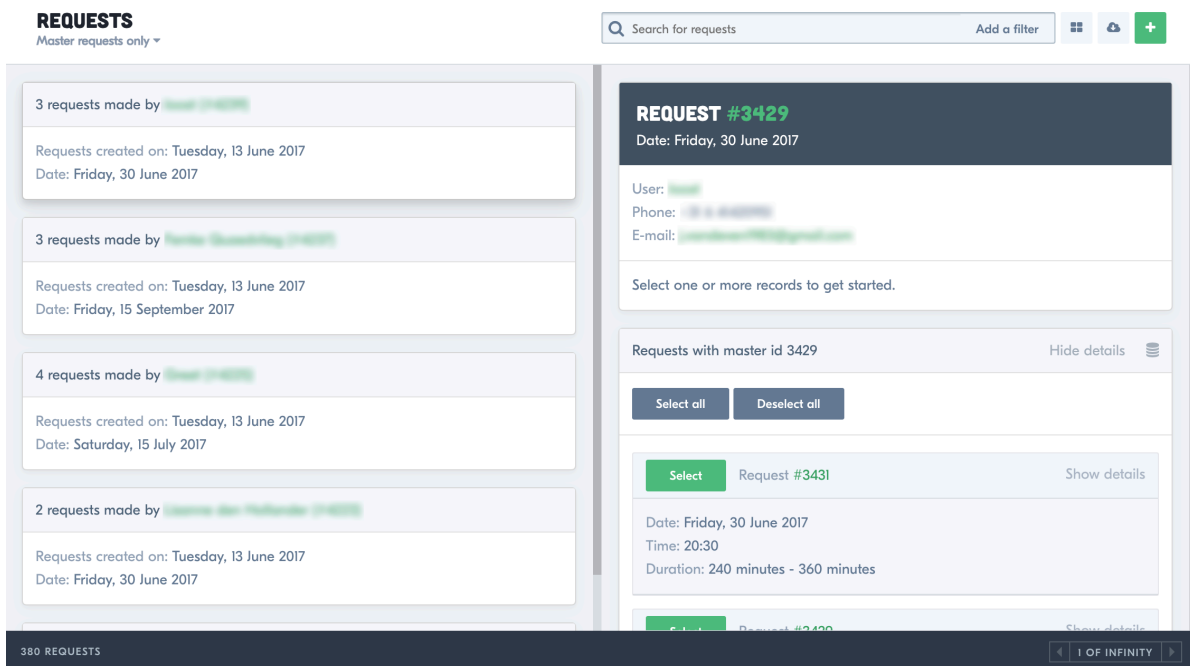 REQUESTS
Master requests only
Search for requests
Add a filter
3 requests made by
Requests created on: Tuesday, 13 June 2017
Date: Friday, 30 June 2017
3 requests made by
Requests created on: Tuesday, 13 June 2017
Date: Friday, 15 September 2017
4 requests made by
Requests created on: Tuesday, 13 June 2017
Date: Saturday, 15 July 2017
2 requests made by
Requests created on: Tuesday, 13 June 2017
Date: Friday, 30 June 2017
REQUEST #3429
Date: Friday, 30 June 2017
User:
Phone:
E-mail:
Select one or more records to get started.
Requests with master id 3429
Hide details
Select all
Deselect all
Select
Request #3431
Show details
Date: Friday, 30 June 2017
Time: 20:30
Duration: 240 minutes - 360 minutes
Select
Request #3429
Show details
380 REQUESTS
1 OF INFINITY